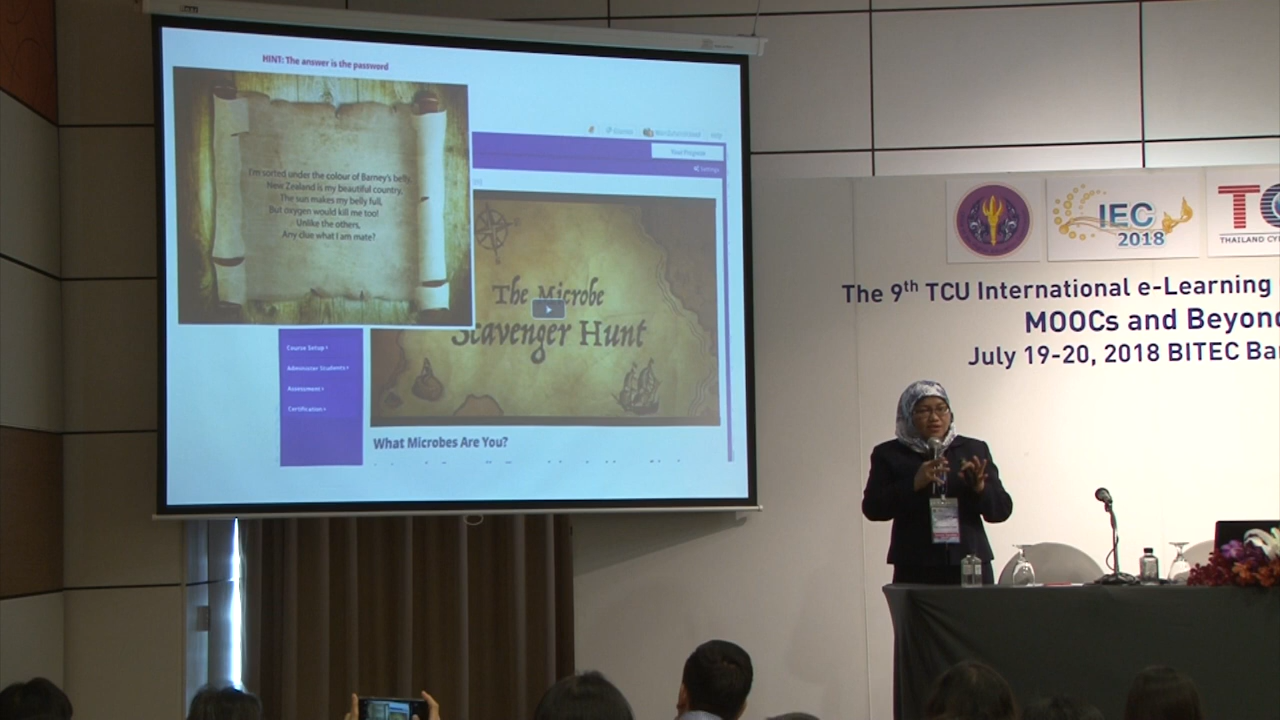 HINT: The answer is the password
I'm sorted under the colour of Barney's belly.
New Zealand is my beautiful country,
The sun makes my belly full,
But oxygen would kill me too!
Unlike the others,
Any clue what I am mate?
Your Progress
Settings
The Microbe
Scavenger Hunt
Course Setup
Administer Students
Assessment
Certification
What Microbes Are You?
IEC
2018
TC
THAILAND CY
The 9th TCU International e-Learning
MOOCs and Beyond
July 19-20, 2018 BITEC Ba